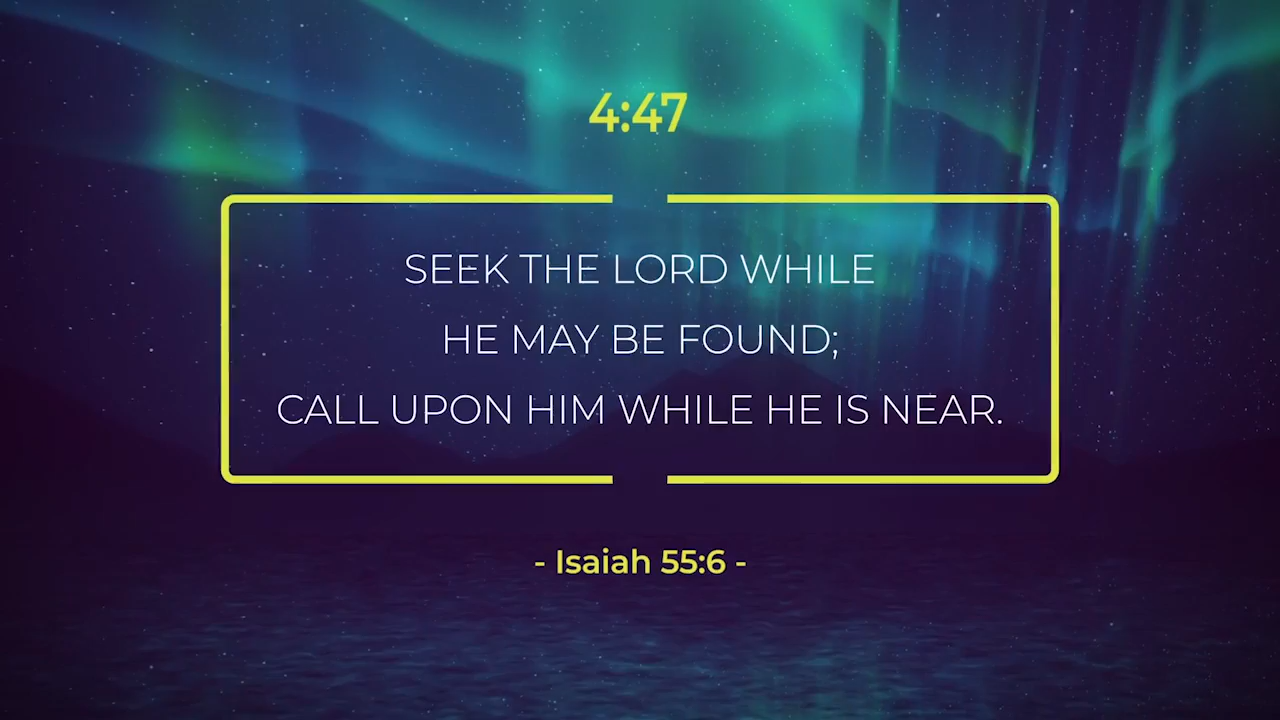 4:47
SEEK THE LORD WHILE
HE MAY BE FOUND;
CALL UPON HIM WHILE HE IS NEAR.
- Isaiah 55:6 -